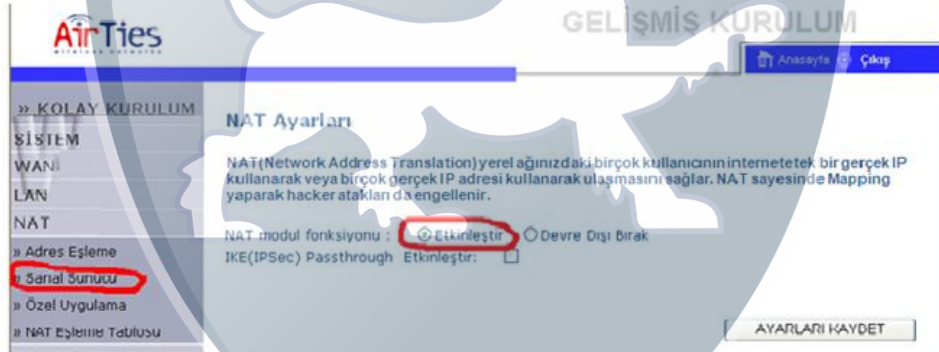 AirTies
GELİŞMİŞ KURULUM
Anasayfa Çıkış
» KOLAY KURULUM
SİSTEM
WAN
LAN
NAT
» Adres Eşleme
» Sanal Sunucu
» Özel Uygulama
» NAT Eşleme Tablosu
NAT Ayarları
NAT(Network Address Translation) yerel ağınızdaki birçok kullanıcının internete tek bir gerçek IP
kullanarak veya birçok gerçek IP adresi kullanarak ulaşmasını sağlar. NAT sayesinde Mapping
yaparak hacker atakları da engellenir.
NAT modul fonksiyonu : Etkinleştir Devre Dışı Bırak
IKE(IPSec) Passthrough Etkinleştir:
AYARLARI KAYDET